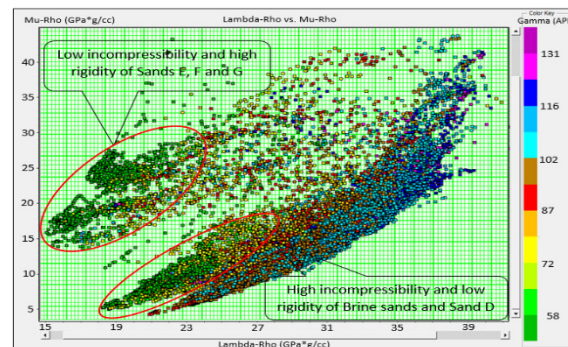 Mu-Rho (GPa*g/cc)
Lambda-Rho vs. Mu-Rho
Color Key
Gamma (API)
Low incompressibility and high
rigidity of Sands E, F and G
High incompressibility and low
rigidity of Brine sands and Sand D
40
35
30
25
20
15
10
5
15
19
23
27
31
35
39
Lambda-Rho (GPa*g/cc)
131
116
102
87
72
58